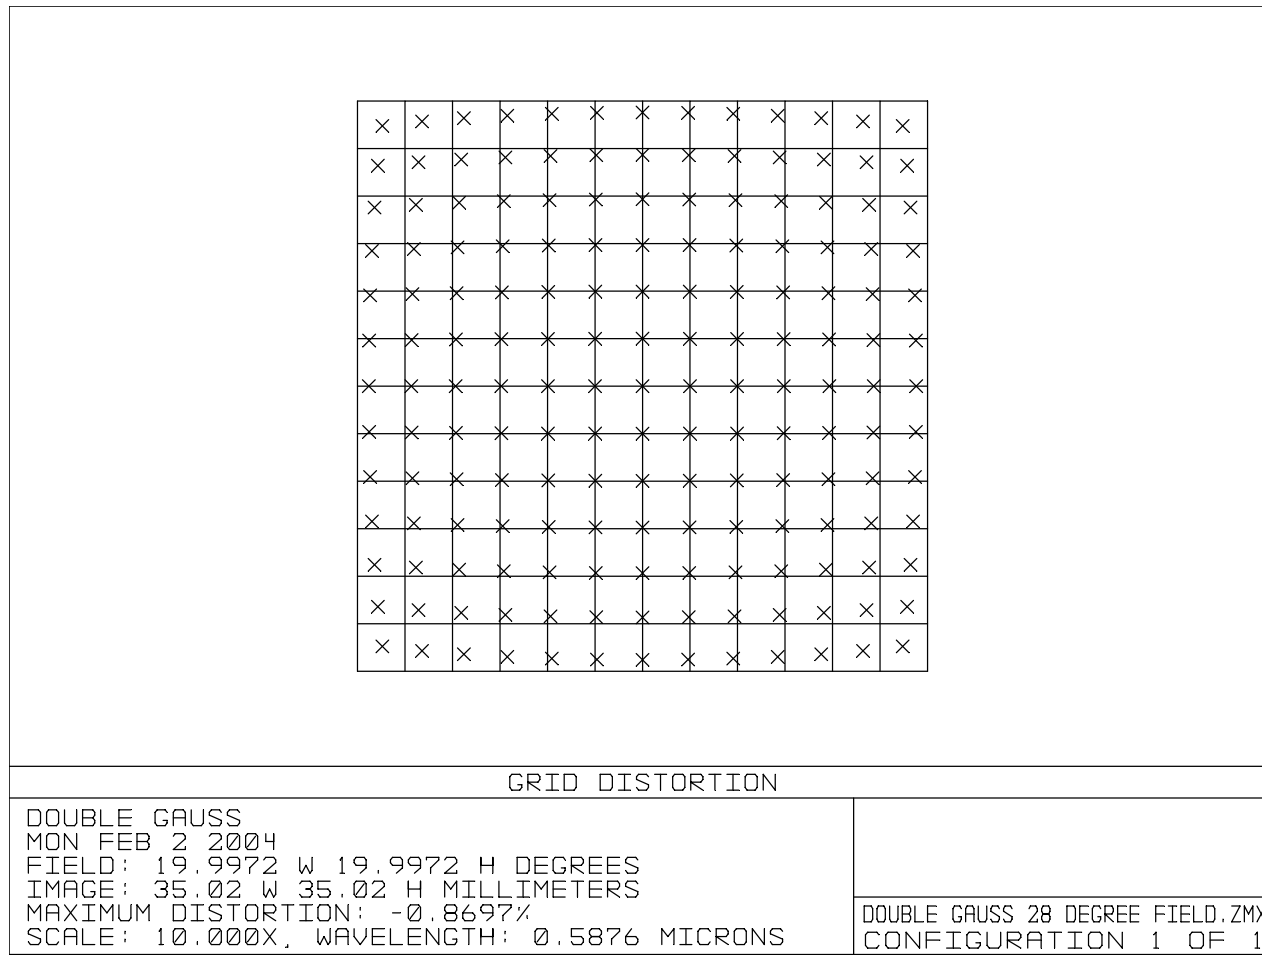 GRID DISTORTION
DOUBLE GAUSS
MON FEB 2 2004
FIELD: 19.9972 W 19.9972 H DEGREES
IMAGE: 35.02 W 35.02 H MILLIMETERS
MAXIMUM DISTORTION: -0.8697%
SCALE: 10.000X, WAVELENGTH: 0.5876 MICRONS
DOUBLE GAUSS 28 DEGREE FIELD.ZMX
CONFIGURATION 1 OF 1